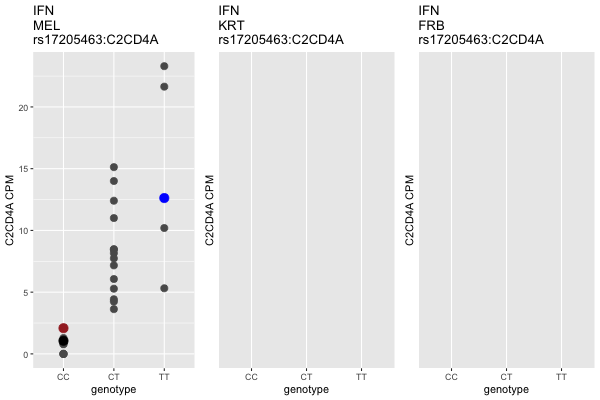 IFN
MEL
rs17205463:C2CD4A
C2CD4A CPM
20
15
10
5
0
CC CT TT
genotype
IFN
KRT
rs17205463:C2CD4A
C2CD4A CPM
CC CT TT
genotype
IFN
FRB
rs17205463:C2CD4A
C2CD4A CPM
CC CT TT
genotype